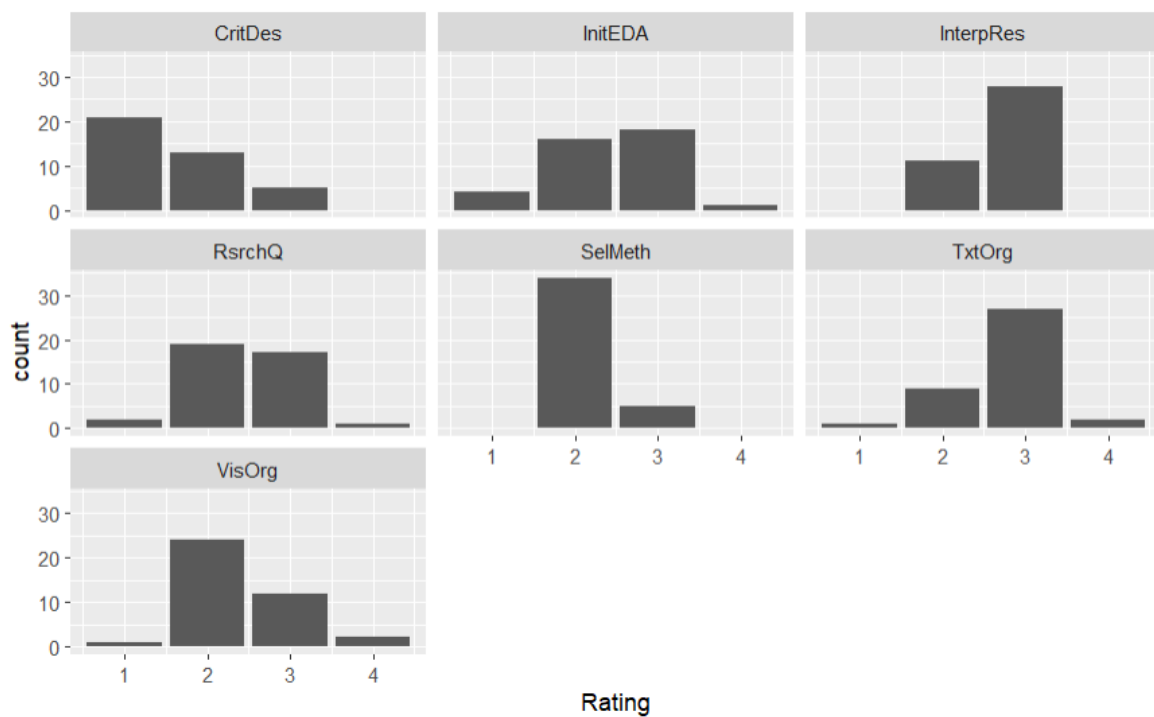 CritDes InitEDA InterpRes
30
20
10
0
RsrchQ SelMeth TxtOrg
30
20
10
0
1 2 3 4 1 2 3 4
VisOrg
30
20
10
0
1 2 3 4
count
Rating